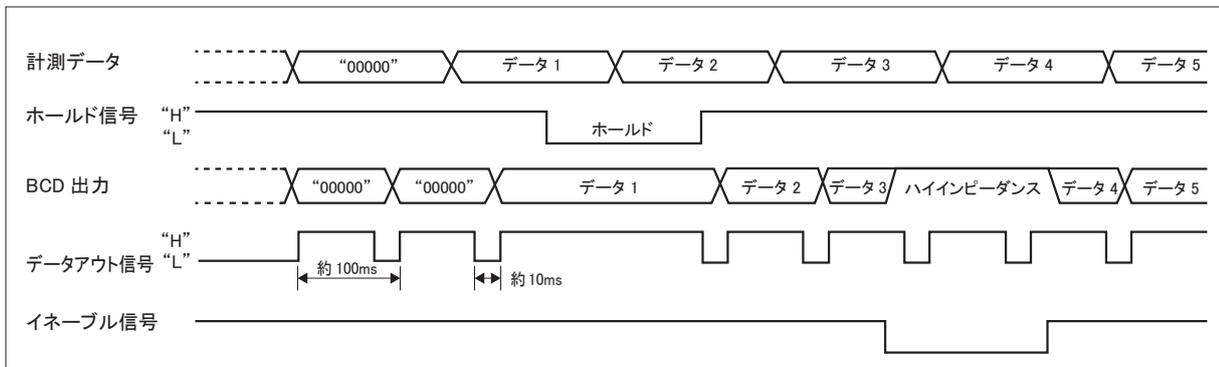 計測データ “00000” データ 1 データ 2 データ 3 データ 4 データ 5
ホールド信号 “H” “L” ホールド
BCD 出力 “00000” “00000” データ 1 データ 2 データ 3 ハイインピーダンス データ 4 データ 5
データアウト信号 “H” “L” 約 100ms 約 10ms
イネーブル信号